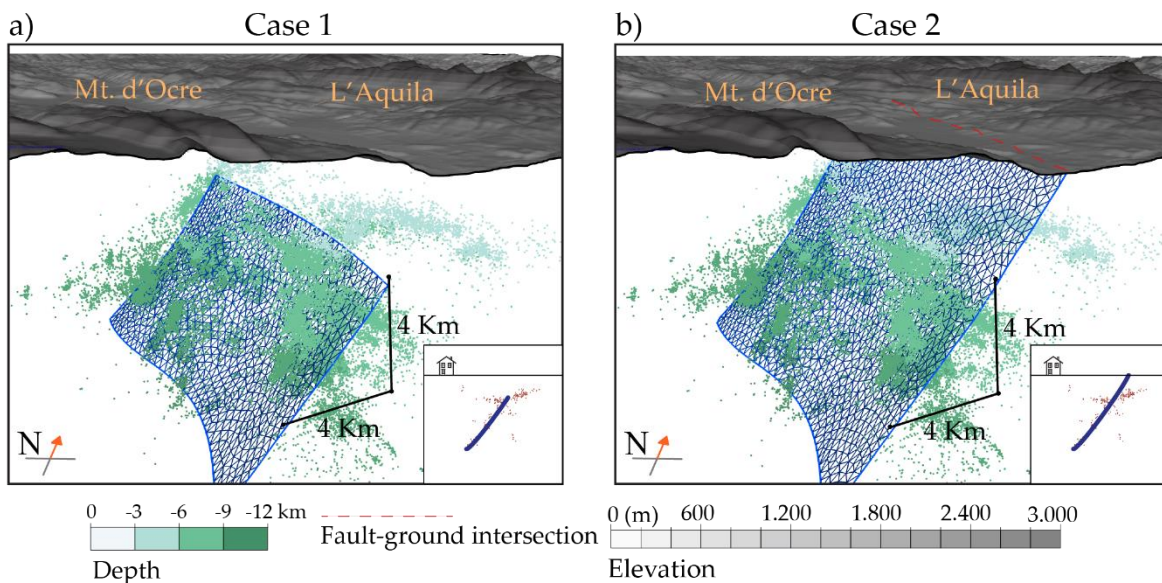 a) Case 1
b) Case 2
Mt. d'Ocre
L'Aquila
4 Km
4 Km
N
Mt. d'Ocre
L'Aquila
4 Km
4 Km
N
0 -3 -6 -9 -12 km
Depth
Fault-ground intersection
0 (m) 600 1.200 1.800 2.400 3.000
Elevation